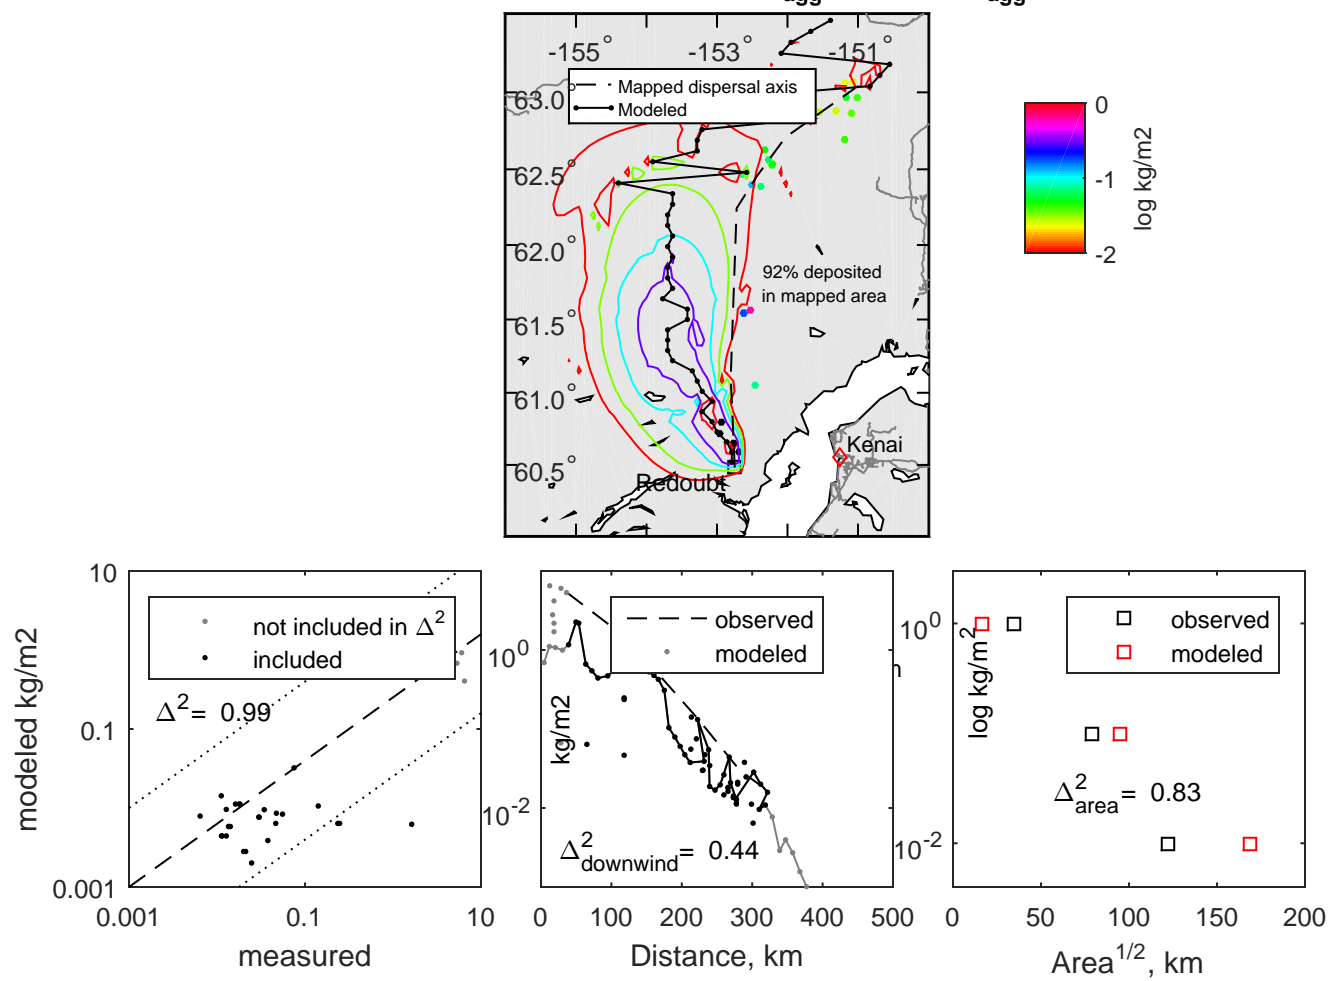 agg agg
-155° -153° -151°
Mapped dispersal axis
Modeled
63.0°
62.5°
62.0°
61.5°
61.0°
60.5°
92% deposited
in mapped area
Kenai
Redoubt
0
-1
-2
log kg/m2
10
0.1
0.001
modeled kg/m2
not included in Δ²
included
Δ²= 0.99
0.001 0.1 10
measured
10⁰
10⁻²
kg/m2
observed
modeled
Δ²downwind= 0.44
0 100 200 300 400 500
Distance, km
10⁰
10⁻²
log kg/m²
observed
modeled
Δ²area= 0.83
0 50 100 150 200
Area¹/², km